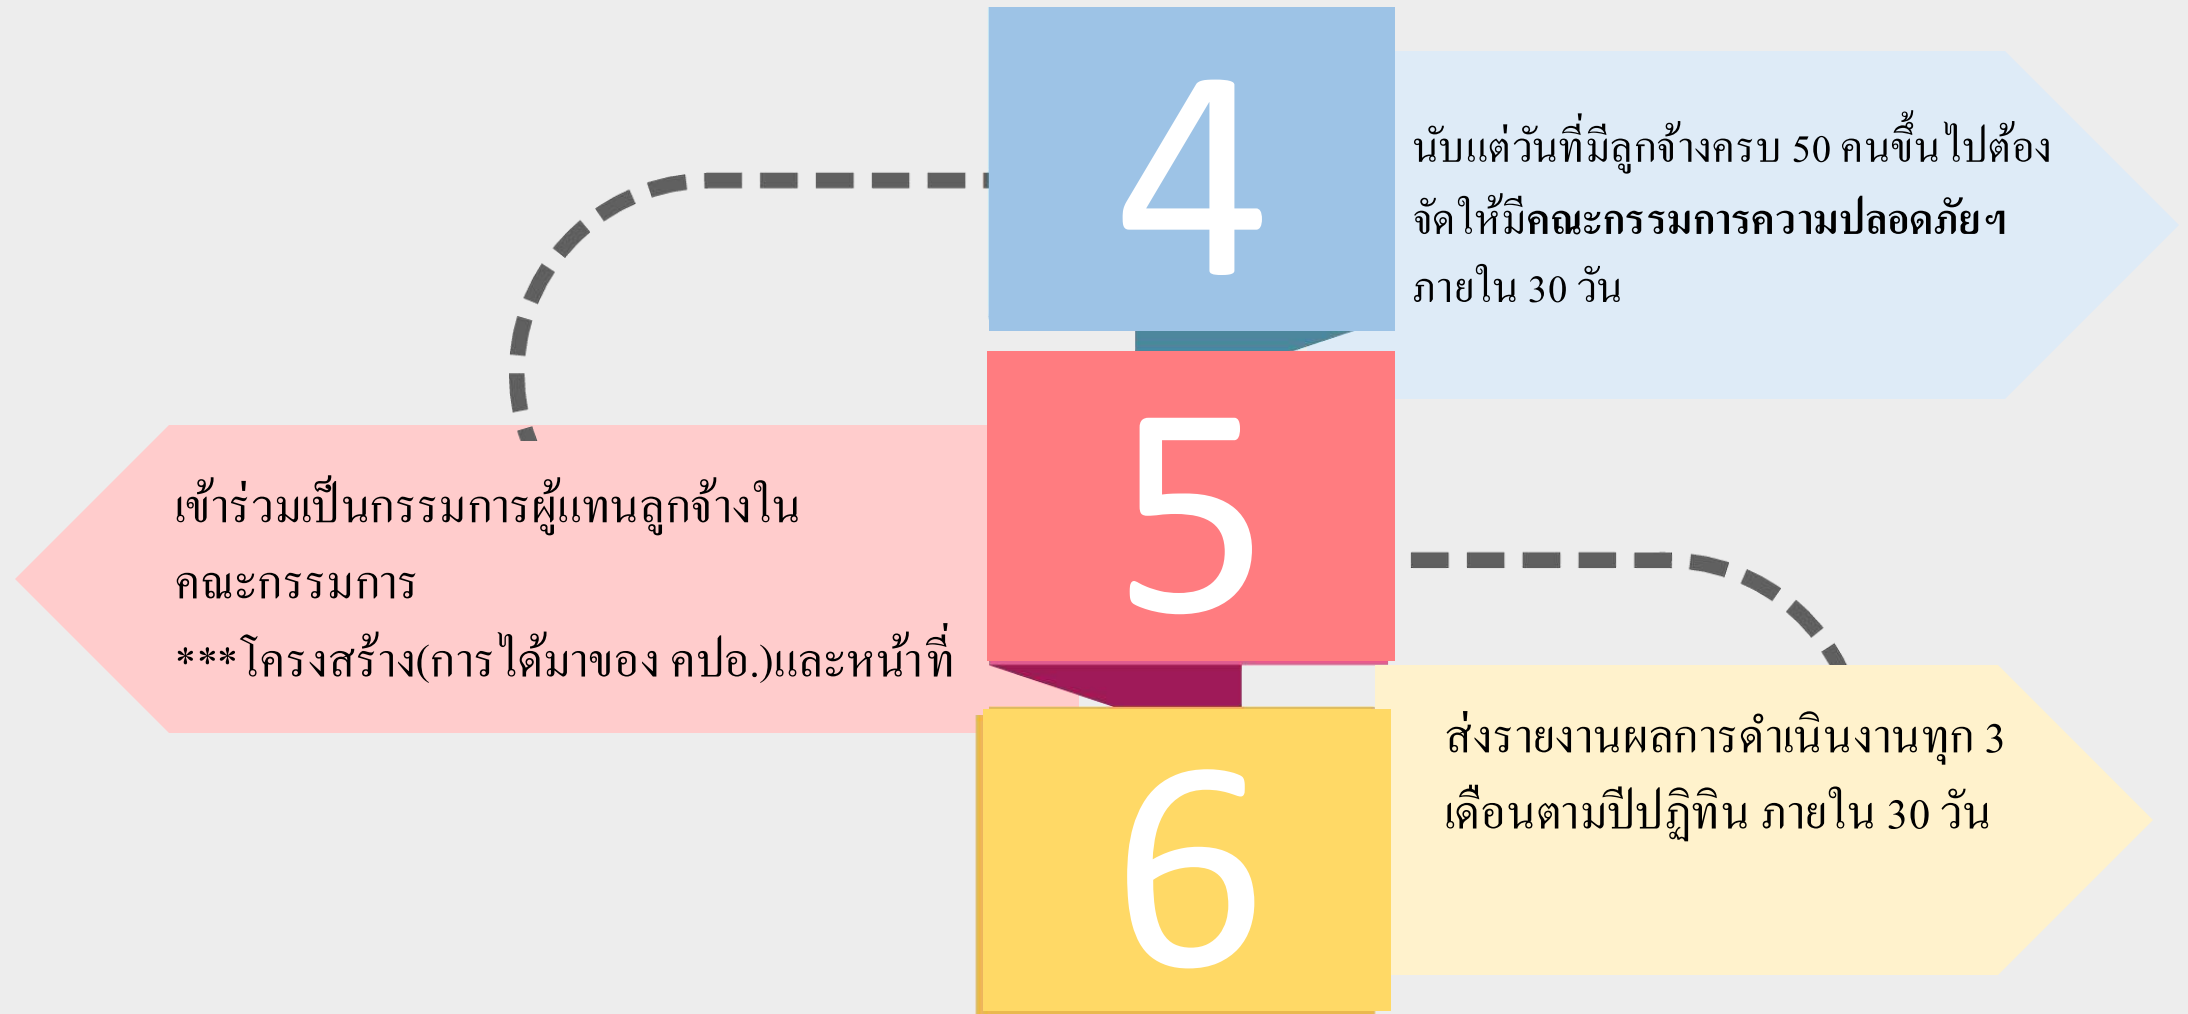 4
นับแต่วันที่มีลูกจ้างครบ 50 คนขึ้นไปต้อง
จัดให้มีคณะกรรมการความปลอดภัยฯ
ภายใน 30 วัน
5
เข้าร่วมเป็นกรรมการผู้แทนลูกจ้างใน
คณะกรรมการ
***โครงสร้าง(การได้มาของ คปอ.)และหน้าที่
6
ส่งรายงานผลการดำเนินงานทุก 3
เดือนตามปีปฏิทิน ภายใน 30 วัน